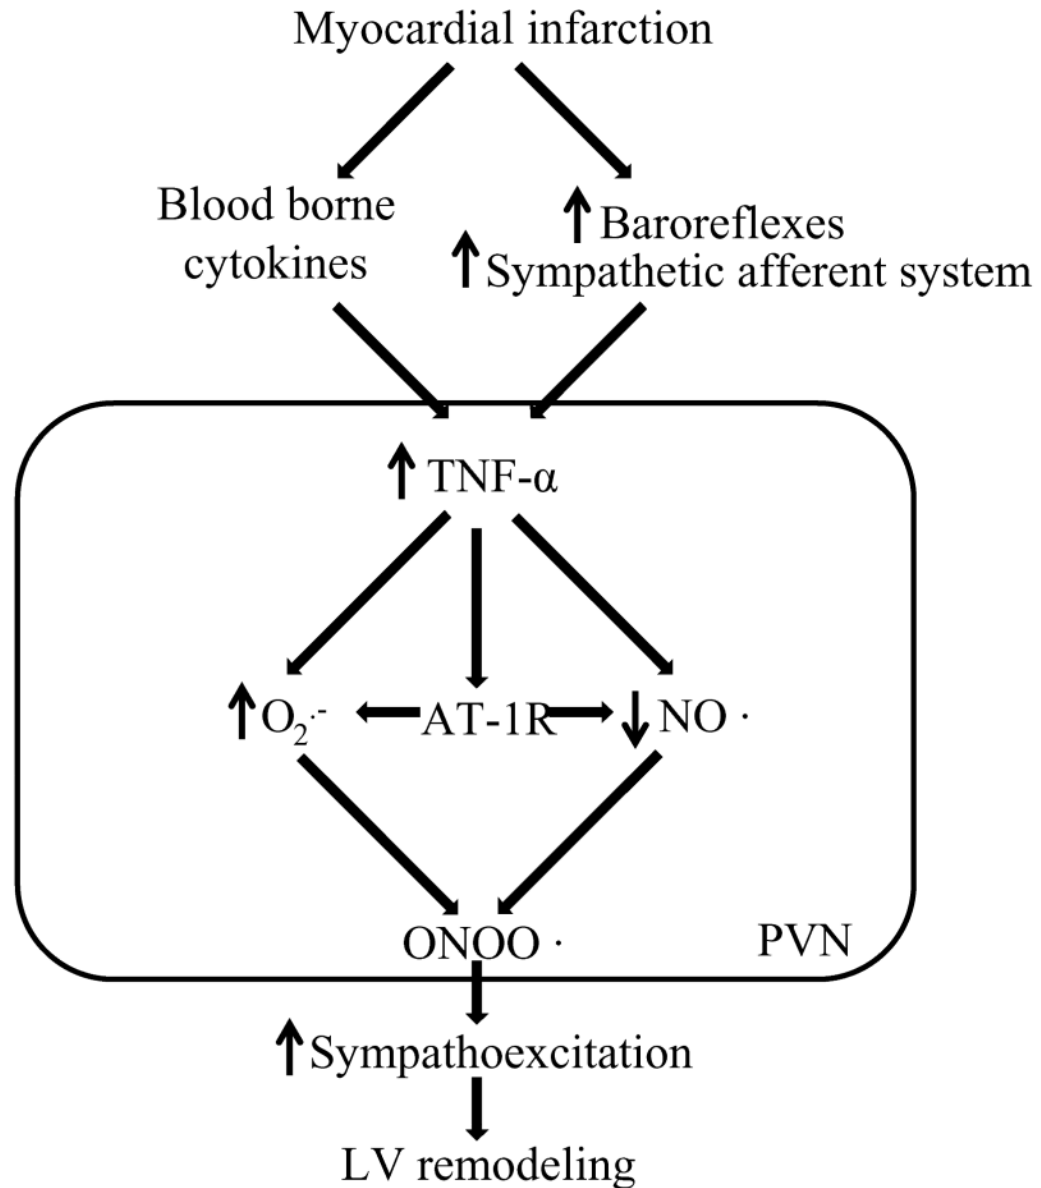 Myocardial infarction
Blood borne
cytokines
↑ Baroreflexes
↑ Sympathetic afferent system
↑ TNF-α
↑ O₂·-
AT-1R
↓ NO ·
ONOO ·
PVN
↑ Sympathoexcitation
LV remodeling